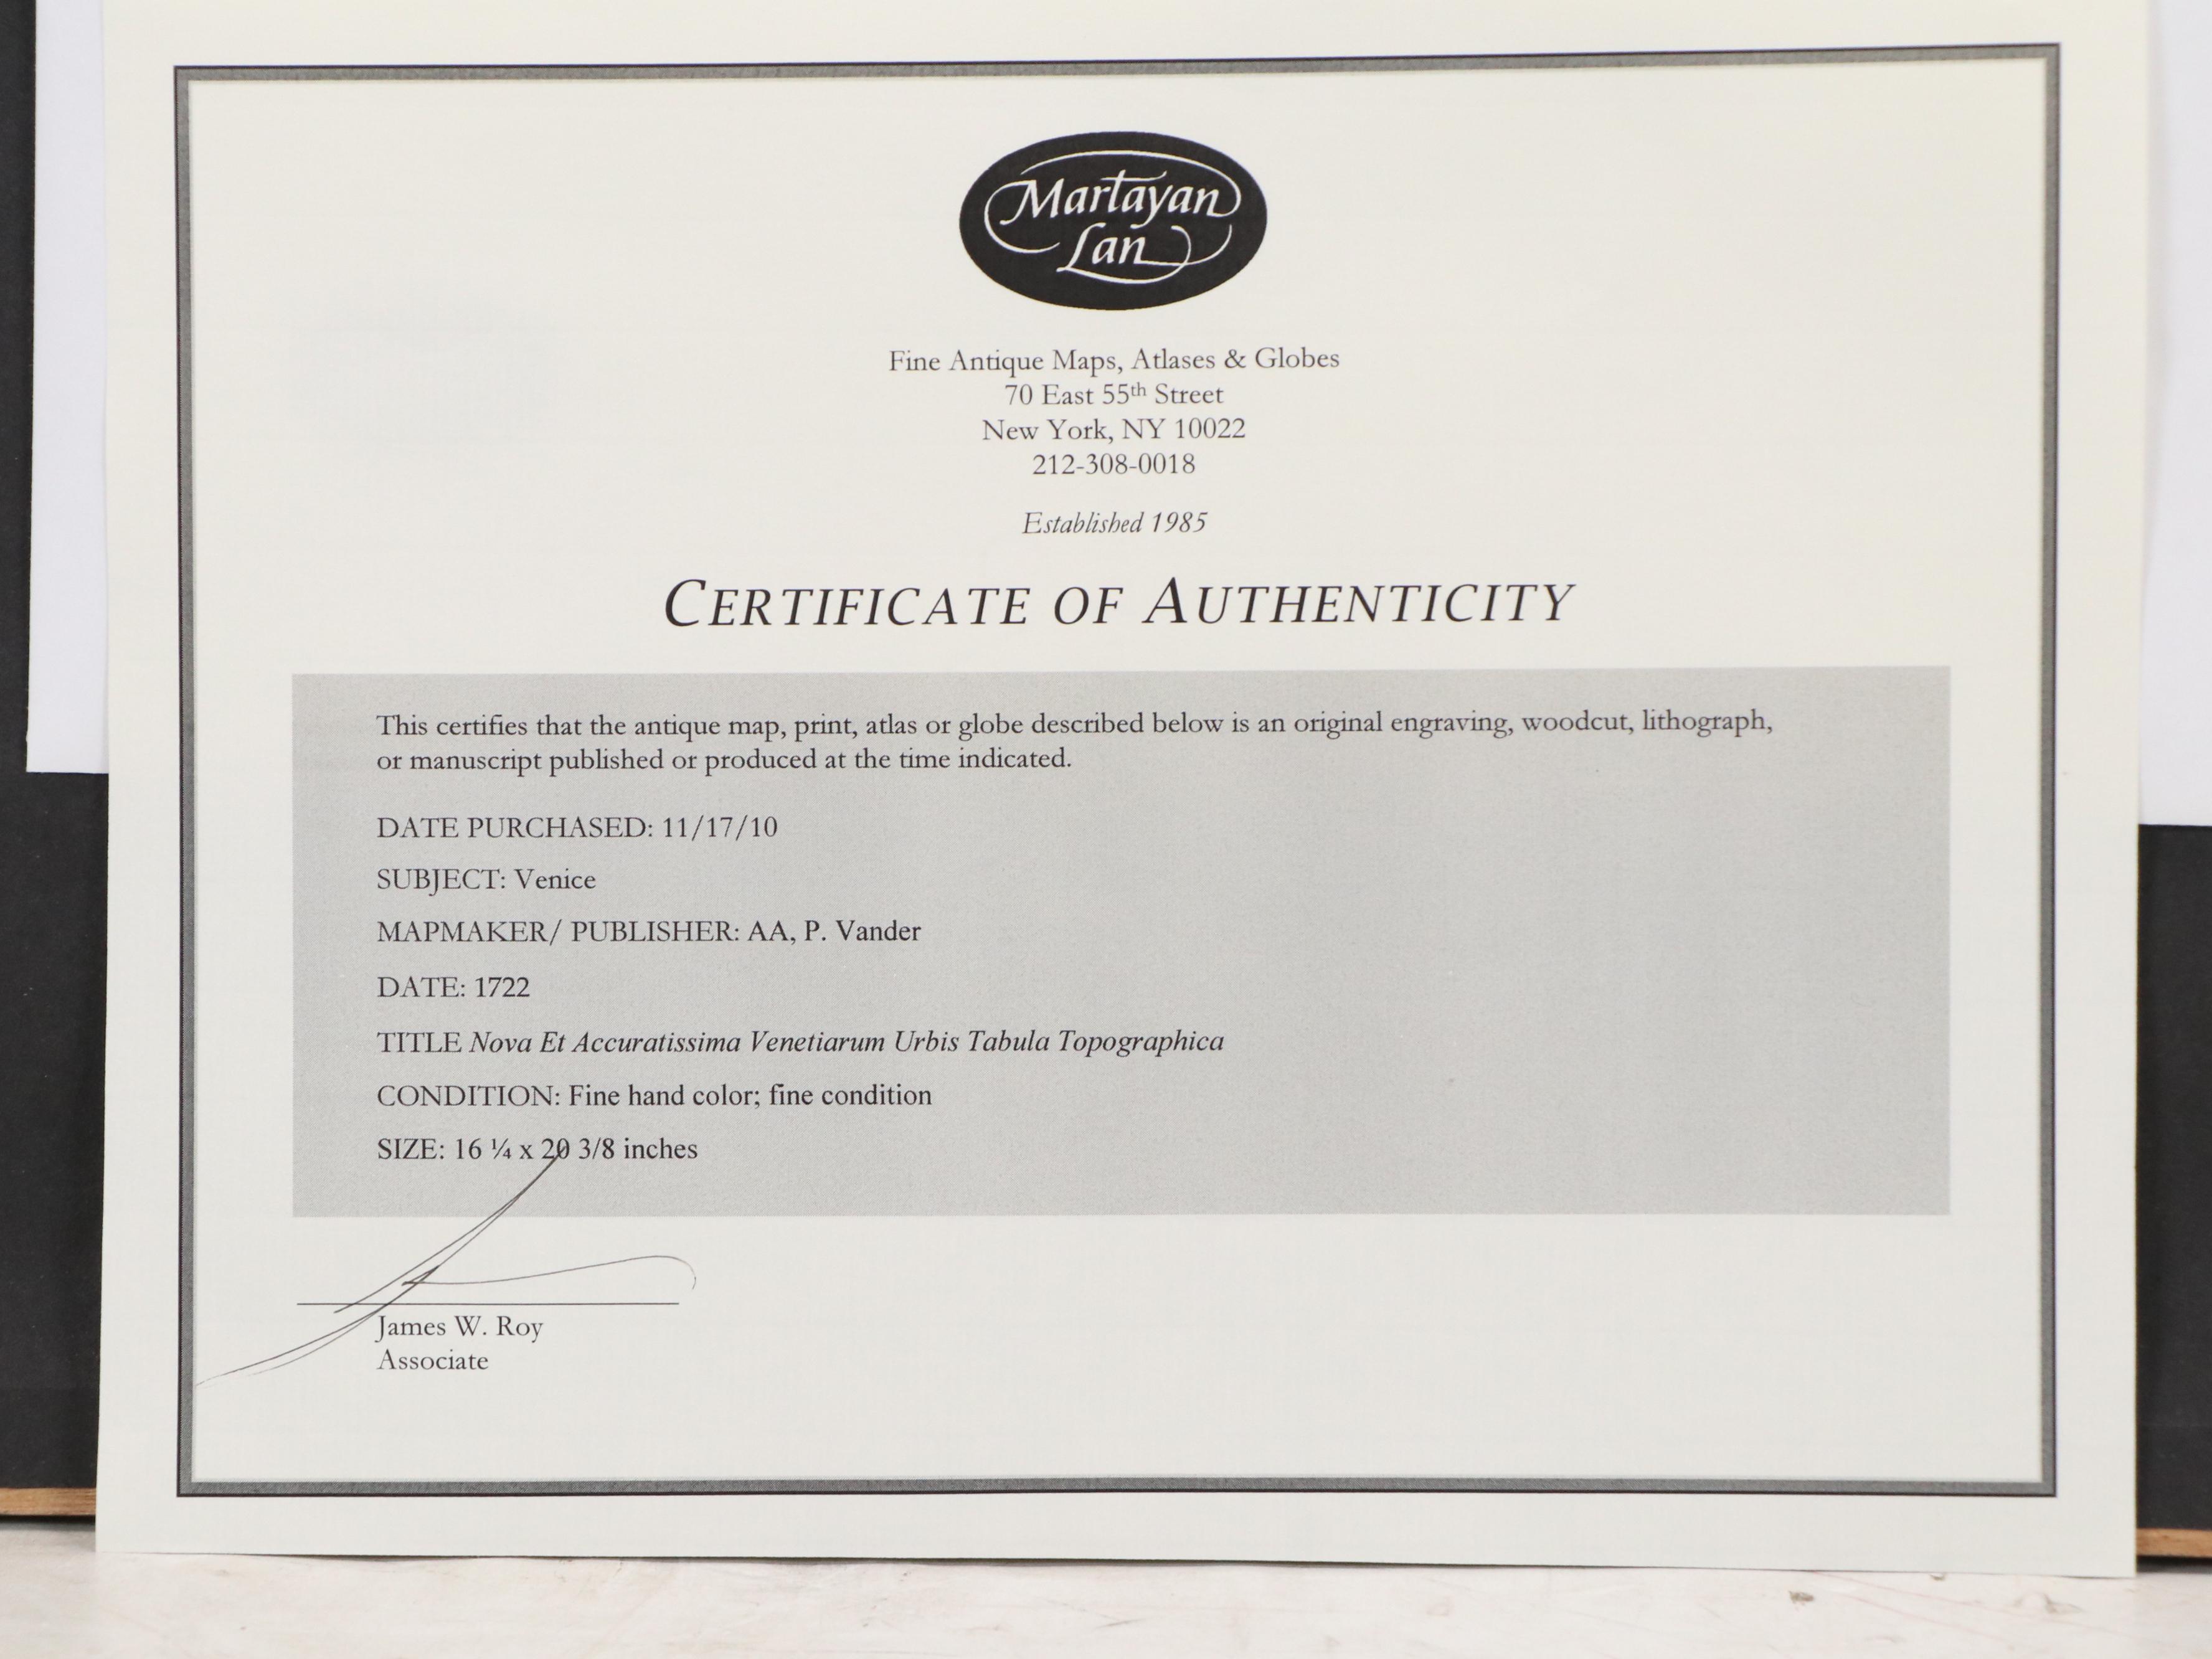 Martayan
Lan
Fine Antique Maps, Atlases & Globes
70 East 55th Street
New York, NY 10022
212-308-0018
Established 1985
CERTIFICATE OF AUTHENTICITY
This certifies that the antique map, print, atlas or globe described below is an original engraving, woodcut, lithograph,
or manuscript published or produced at the time indicated.
DATE PURCHASED: 11/17/10
SUBJECT: Venice
MAPMAKER/ PUBLISHER: AA, P. Vander
DATE: 1722
TITLE Nova Et Accuratissima Venetiarum Urbis Tabula Topographica
CONDITION: Fine hand color; fine condition
SIZE: 16 ¼ x 20 3/8 inches
James W. Roy
Associate